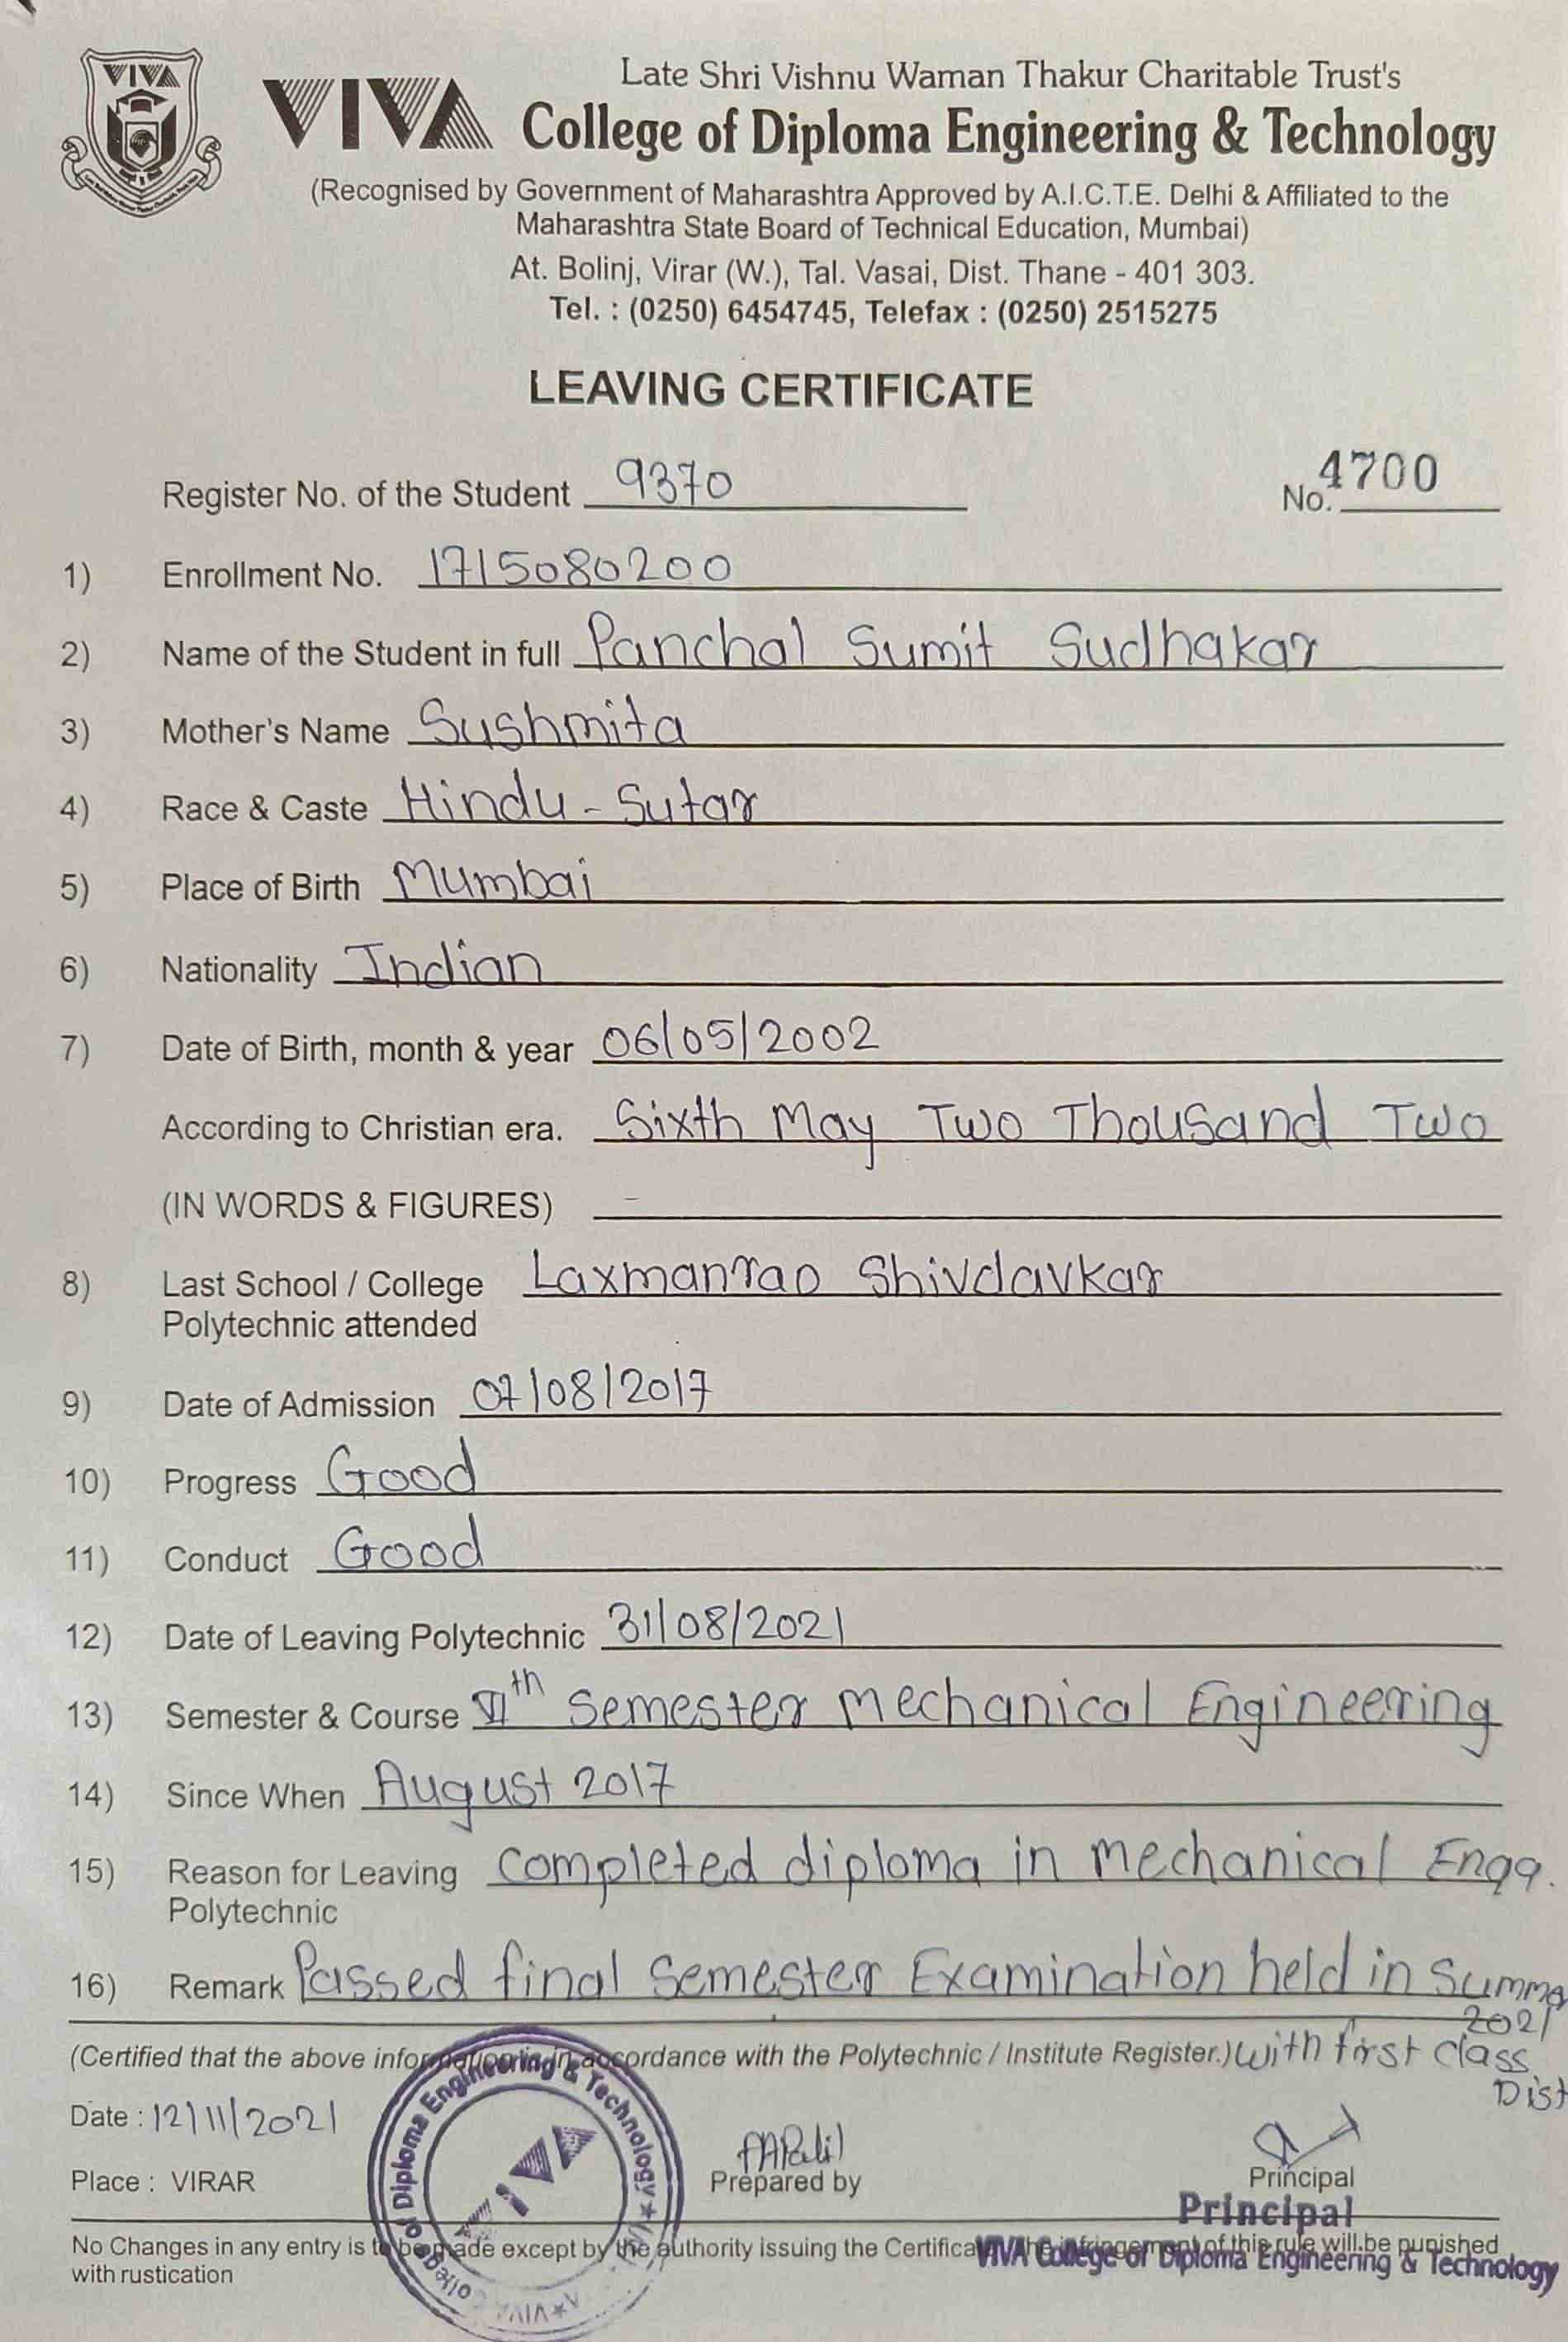 VIVA
VIVA
Late Shri Vishnu Waman Thakur Charitable Trust's
College of Diploma Engineering & Technology
(Recognised by Government of Maharashtra Approved by A.I.C.T.E. Delhi & Affiliated to the
Maharashtra State Board of Technical Education, Mumbai)
At. Bolinj, Virar (W.), Tal. Vasai, Dist. Thane - 401 303.
Tel. : (0250) 6454745, Telefax : (0250) 2515275
LEAVING CERTIFICATE
Register No. of the Student 9370 No. 4700
1) Enrollment No. 1715080200
2) Name of the Student in full Panchal Sumit Sudhakar
3) Mother's Name Sushmita
4) Race & Caste Hindu - Sutar
5) Place of Birth Mumbai
6) Nationality Indian
7) Date of Birth, month & year 06/05/2002
According to Christian era. Sixth May Two Thousand Two
(IN WORDS & FIGURES) -
8) Last School / College Laxmanrao Shivdavkar
Polytechnic attended
9) Date of Admission 07/08/2017
10) Progress Good
11) Conduct Good
12) Date of Leaving Polytechnic 31/08/2021
13) Semester & Course VIth Semester Mechanical Engineering
14) Since When August 2017
15) Reason for Leaving completed diploma in Mechanical Engg.
Polytechnic
16) Remark Passed final Semester Examination held in Summer
2021
(Certified that the above information is in accordance with the Polytechnic / Institute Register.) with first class
Dist
Date : 12/11/2021
Place : VIRAR
Prepared by
Principal
Principal
VIVA College of Diploma Engineering & Technology
No Changes in any entry is to be made except by the authority issuing the Certificate the infringement of this rule will be punished
with rustication
VIVA College of Diploma Engineering & Technology
VIVA